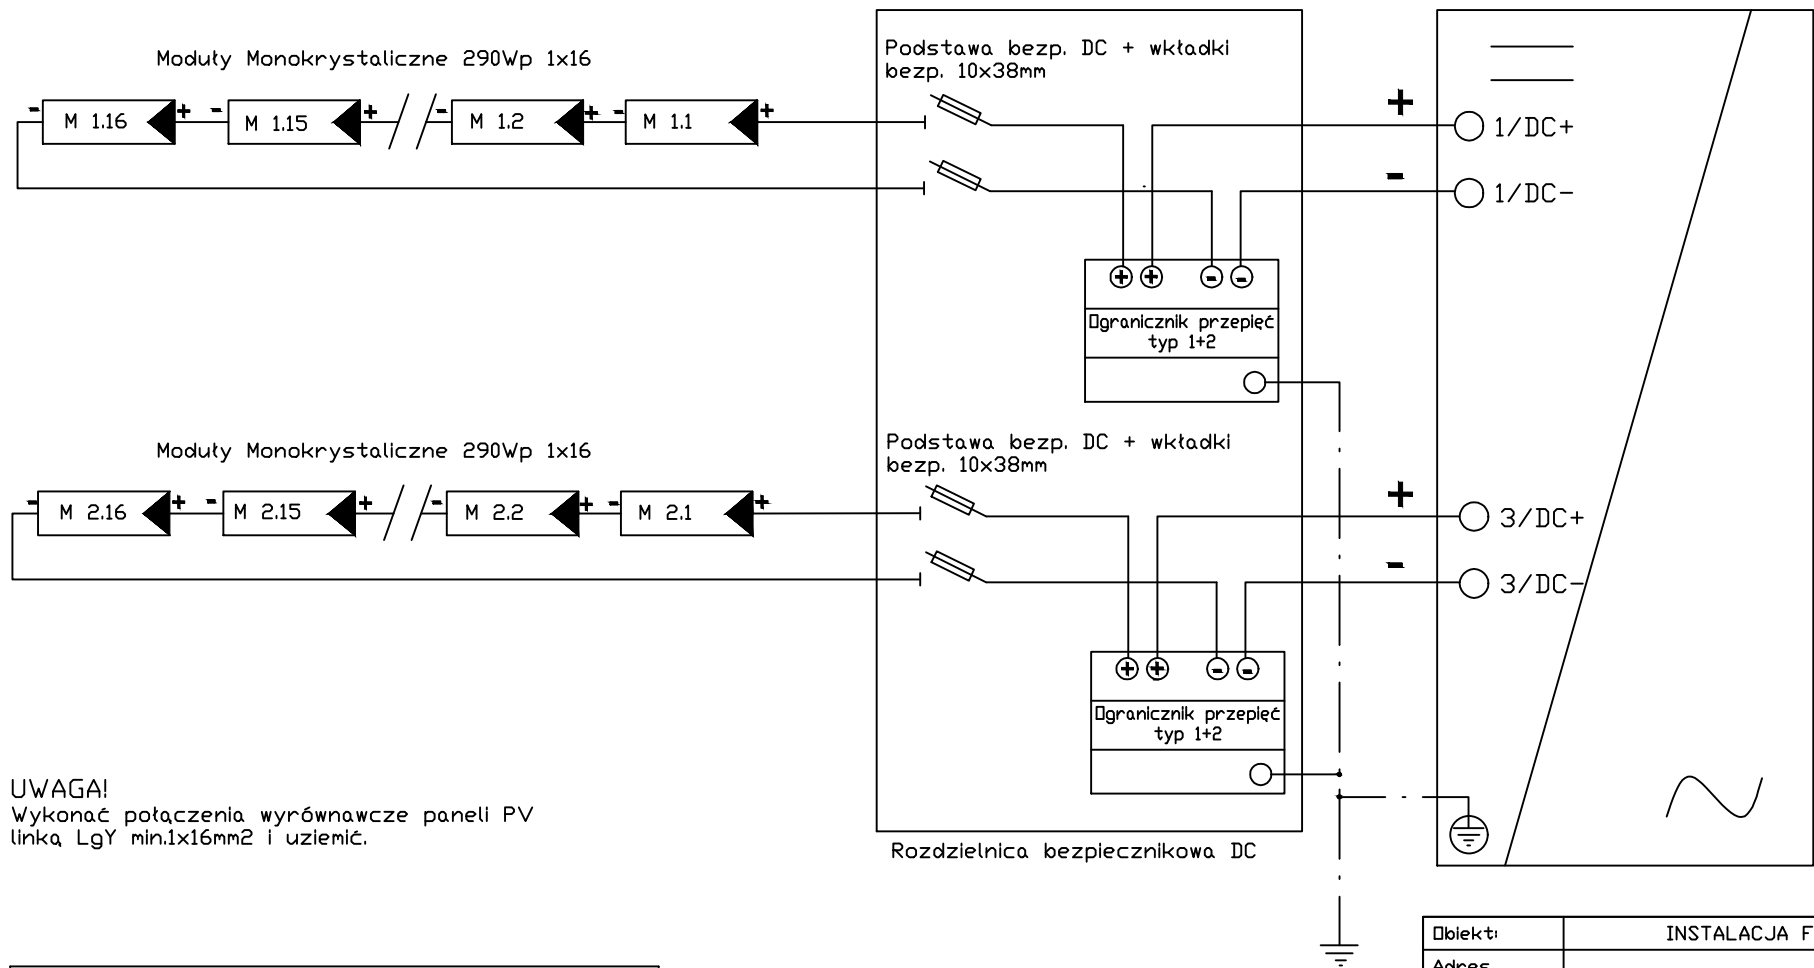 Moduły Monokrystaliczne 290Wp 1x16
- M 1.16 + - M 1.15 + - M 1.2 + - M 1.1 +
Podstawa bezp. DC + wkładki
bezp. 10x38mm
+
1/DC+
-
1/DC-
+ + - -
Ogranicznik przepięć
typ 1+2
Moduły Monokrystaliczne 290Wp 1x16
- M 2.16 + - M 2.15 + - M 2.2 + - M 2.1 +
Podstawa bezp. DC + wkładki
bezp. 10x38mm
+
3/DC+
-
3/DC-
+ + - -
Ogranicznik przepięć
typ 1+2
UWAGA!
Wykonać połączenia wyrównawcze paneli PV
linką LgY min.1x16mm2 i uziemić.
Rozdzielnica bezpiecznikowa DC
Obiekt: INSTALACJA F
Adres